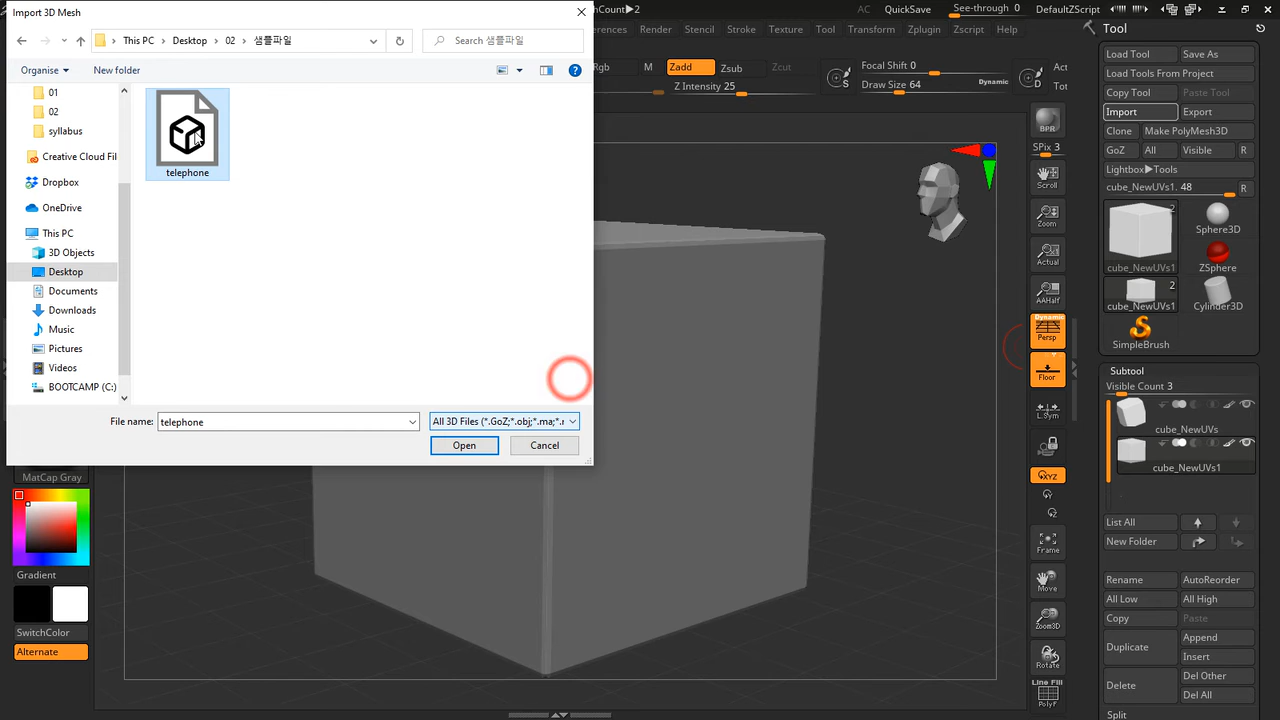 Import 3D Mesh
This PC
Desktop
02
샘플파일
Search 샘플파일
Organise
New folder
01
02
syllabus
Creative Cloud Fil
Dropbox
OneDrive
This PC
3D Objects
Desktop
Documents
Downloads
Music
Pictures
Videos
BOOTCAMP (C:)
telephone
File name:
telephone
All 3D Files (*.GoZ;*.obj;*.ma;*.r
Open
Cancel
Count▶2
AC
QuickSave
See-through 0
DefaultZScript
Render
Stencil
Stroke
Texture
Tool
Transform
Zplugin
Zscript
Help
Rgb
M
Zadd
Zsub
Zcut
Z Intensity 25
S
Focal Shift 0
Draw Size 64
Dynamic
D
BPR
SPix 3
Scroll
Zoom
Actual
AAHalf
Dynamic
Persp
Floor
L.Sym
XYZ
Frame
Move
Zoom3D
Rotate
Line Fill
PolyF
MatCap Gray
Gradient
SwitchColor
Alternate
Tool
Load Tool
Save As
Load Tools From Project
Copy Tool
Paste Tool
Import
Export
Clone
Make PolyMesh3D
GoZ
All
Visible
R
Lightbox▶Tools
cube_NewUVs1. 48
R
2
cube_NewUVs1
Sphere3D
ZSphere
2
cube_NewUVs1
Cylinder3D
SimpleBrush
Subtool
Visible Count 3
cube_NewUVs
cube_NewUVs1
List All
New Folder
Rename
AutoReorder
All Low
All High
Copy
Paste
Duplicate
Append
Insert
Delete
Del Other
Del All
Split